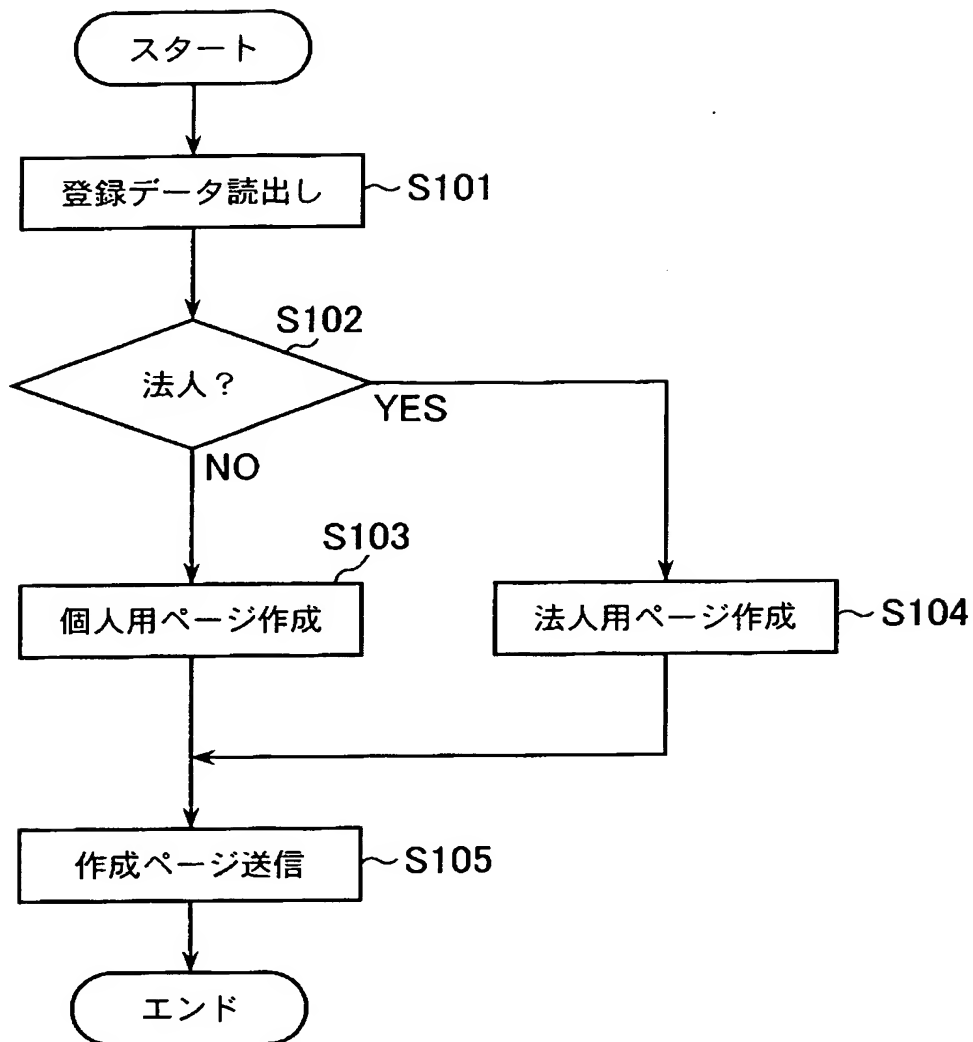 スタート
登録データ読出し
S101
S102
法人？
YES
NO
S103
個人用ページ作成
法人用ページ作成
S104
作成ページ送信
S105
エンド